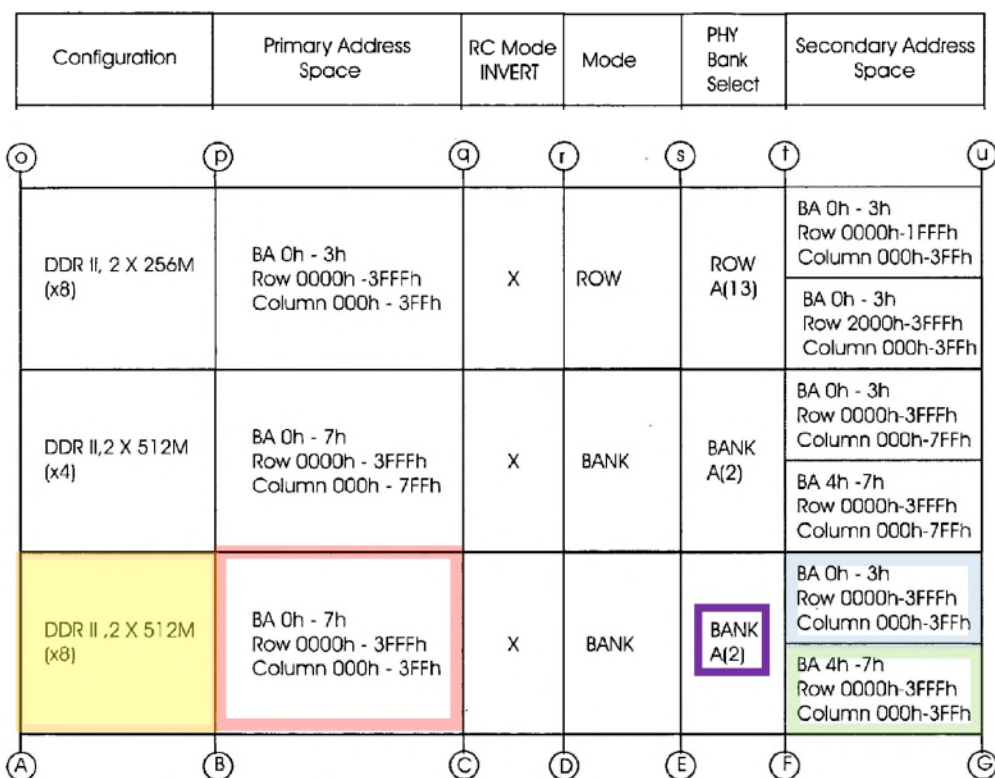 Configuration
Primary Address
Space
RC Mode
INVERT
Mode
PHY
Bank
Select
Secondary Address
Space
o p q r s t u
DDR II, 2 X 256M
(x8)
BA 0h - 3h
Row 0000h -3FFFh
Column 000h - 3FFh
X
ROW
ROW
A(13)
BA 0h - 3h
Row 0000h-1FFFh
Column 000h-3FFh
BA 0h - 3h
Row 2000h-3FFFh
Column 000h-3FFh
DDR II,2 X 512M
(x4)
BA 0h - 7h
Row 0000h - 3FFFh
Column 000h - 7FFh
X
BANK
BANK
A(2)
BA 0h - 3h
Row 0000h-3FFFh
Column 000h-7FFh
BA 4h -7h
Row 0000h-3FFFh
Column 000h-7FFh
DDR II ,2 X 512M
(x8)
BA 0h - 7h
Row 0000h - 3FFFh
Column 000h - 3FFh
X
BANK
BANK
A(2)
BA 0h - 3h
Row 0000h-3FFFh
Column 000h-3FFh
BA 4h -7h
Row 0000h-3FFFh
Column 000h-3FFh
A B C D E F G